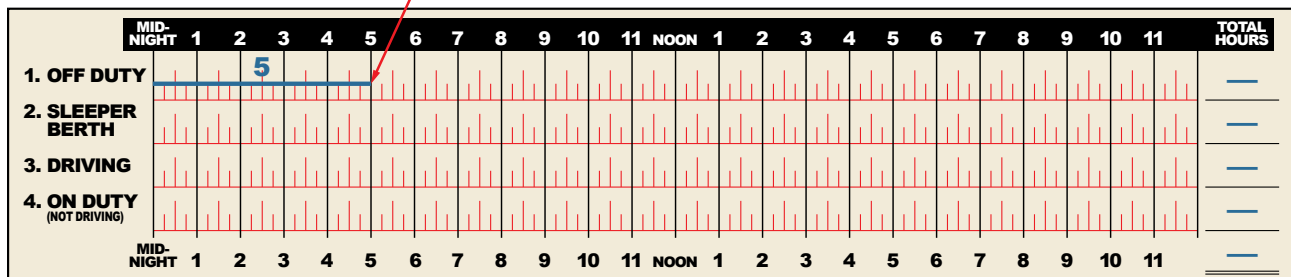 MID-NIGHT 1 2 3 4 5 6 7 8 9 10 11 NOON 1 2 3 4 5 6 7 8 9 10 11 TOTAL HOURS
5
1. OFF DUTY —
2. SLEEPER BERTH —
3. DRIVING —
4. ON DUTY —
(NOT DRIVING)
MID-NIGHT 1 2 3 4 5 6 7 8 9 10 11 NOON 1 2 3 4 5 6 7 8 9 10 11 —